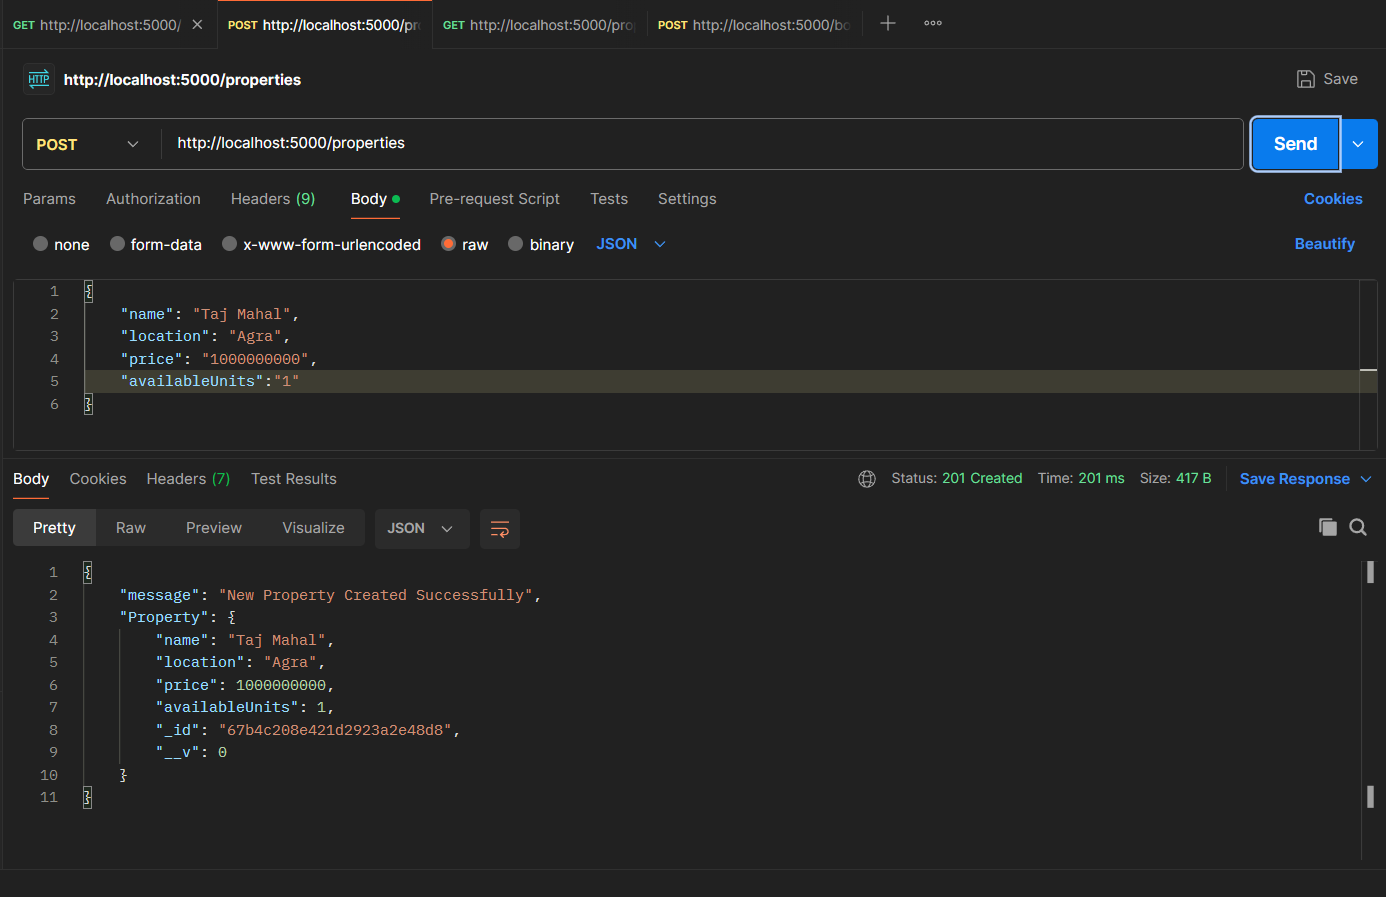 GET http://localhost:5000/
POST http://localhost:5000/pr
GET http://localhost:5000/pro
POST http://localhost:5000/bo
HTTP http://localhost:5000/properties
Save
POST http://localhost:5000/properties
Send
Params Authorization Headers (9) Body Pre-request Script Tests Settings Cookies
none form-data x-www-form-urlencoded raw binary JSON Beautify
1 {
2 "name": "Taj Mahal",
3 "location": "Agra",
4 "price": "1000000000",
5 "availableUnits":"1"
6 }
Body Cookies Headers (7) Test Results Status: 201 Created Time: 201 ms Size: 417 B Save Response
Pretty Raw Preview Visualize JSON
1 {
2 "message": "New Property Created Successfully",
3 "Property": {
4 "name": "Taj Mahal",
5 "location": "Agra",
6 "price": 1000000000,
7 "availableUnits": 1,
8 "_id": "67b4c208e421d2923a2e48d8",
9 "__v": 0
10 }
11 }